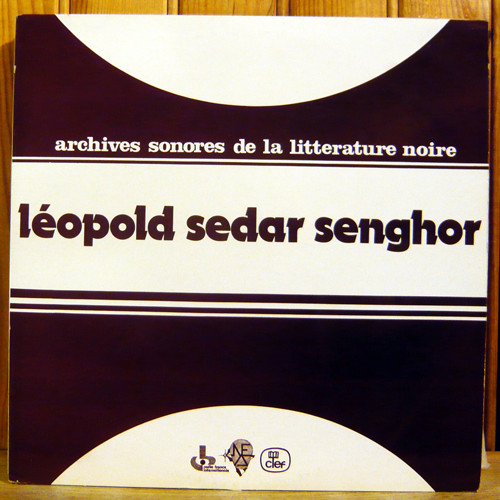 archives sonores de la litterature noire
léopold sedar senghor
clef